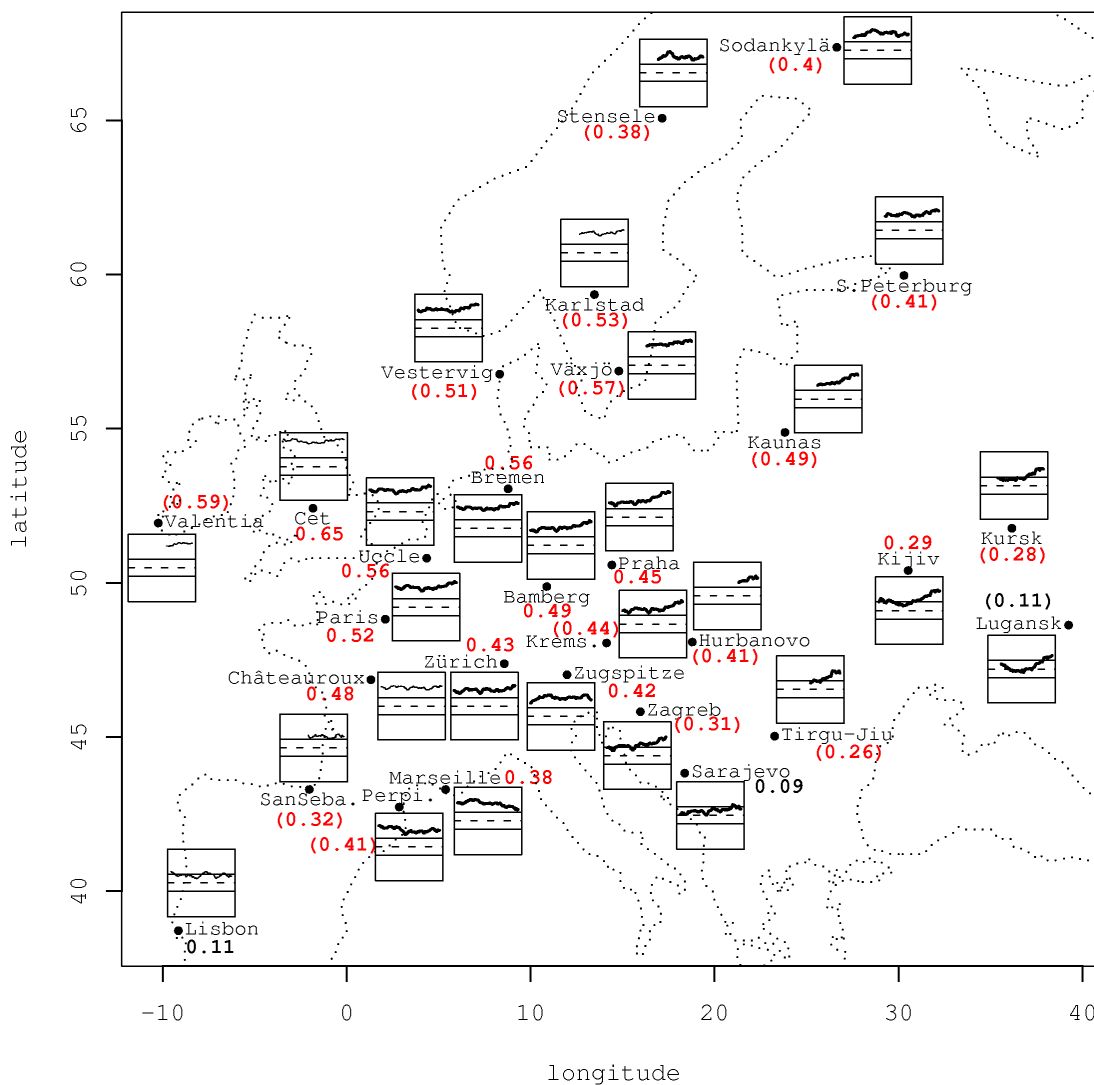 Sodankylä
(0.4)
Stensele
(0.38)
65
60
S.Peterburg
(0.41)
Karlstad
(0.53)
Vestervig
(0.51)
Växjö
(0.57)
55
Kaunas
(0.49)
0.56
Bremen
(0.59)
Valentia
Cet
0.65
Kursk
(0.28)
0.29
Kijiv
Uccle
0.56
Praha
0.45
50
Bamberg
0.49
(0.11)
Lugansk
Paris
0.52
(0.44)
Krems.
Hurbanovo
(0.41)
0.43
Zürich
Zugspitze
0.42
Châteauroux
0.48
Zagreb
(0.31)
45
Tirgu-Jiu
(0.26)
Sarajevo
0.09
Marseille 0.38
SanSeba.
(0.32)
Perpi.
(0.41)
40
Lisbon
0.11
-10 0 10 20 30 40
longitude
latitude